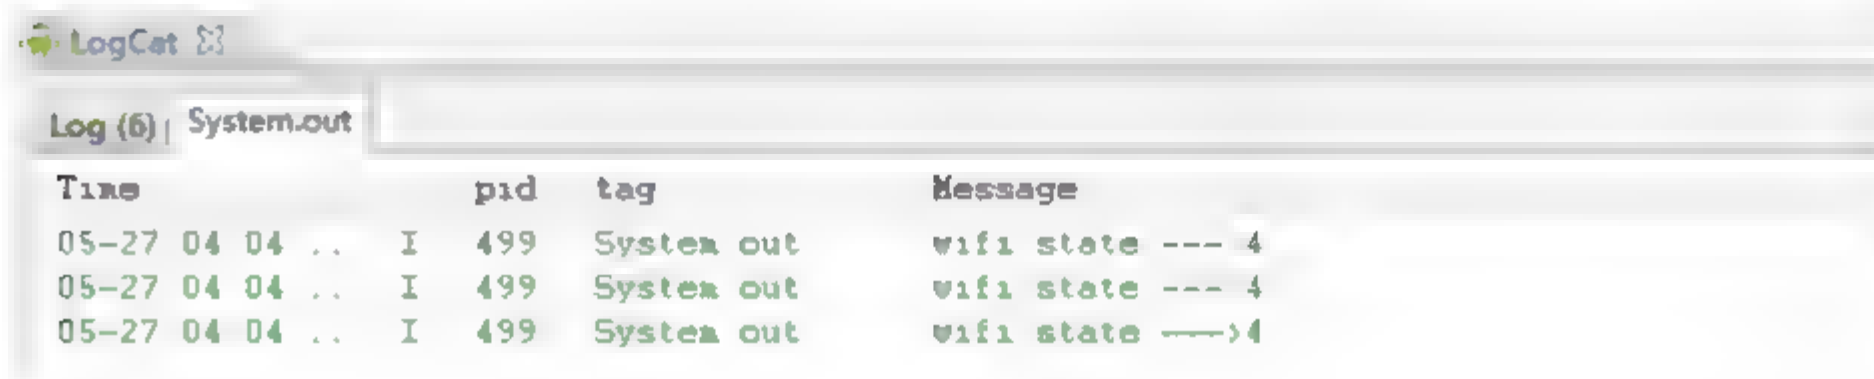 LogCat
Log (6) System.out
Time pid tag Message
05-27 04 04 .. I 499 System out wifi state --- 4
05-27 04 04 .. I 499 System out wifi state --- 4
05-27 04 04 .. I 499 System out wifi state --->4